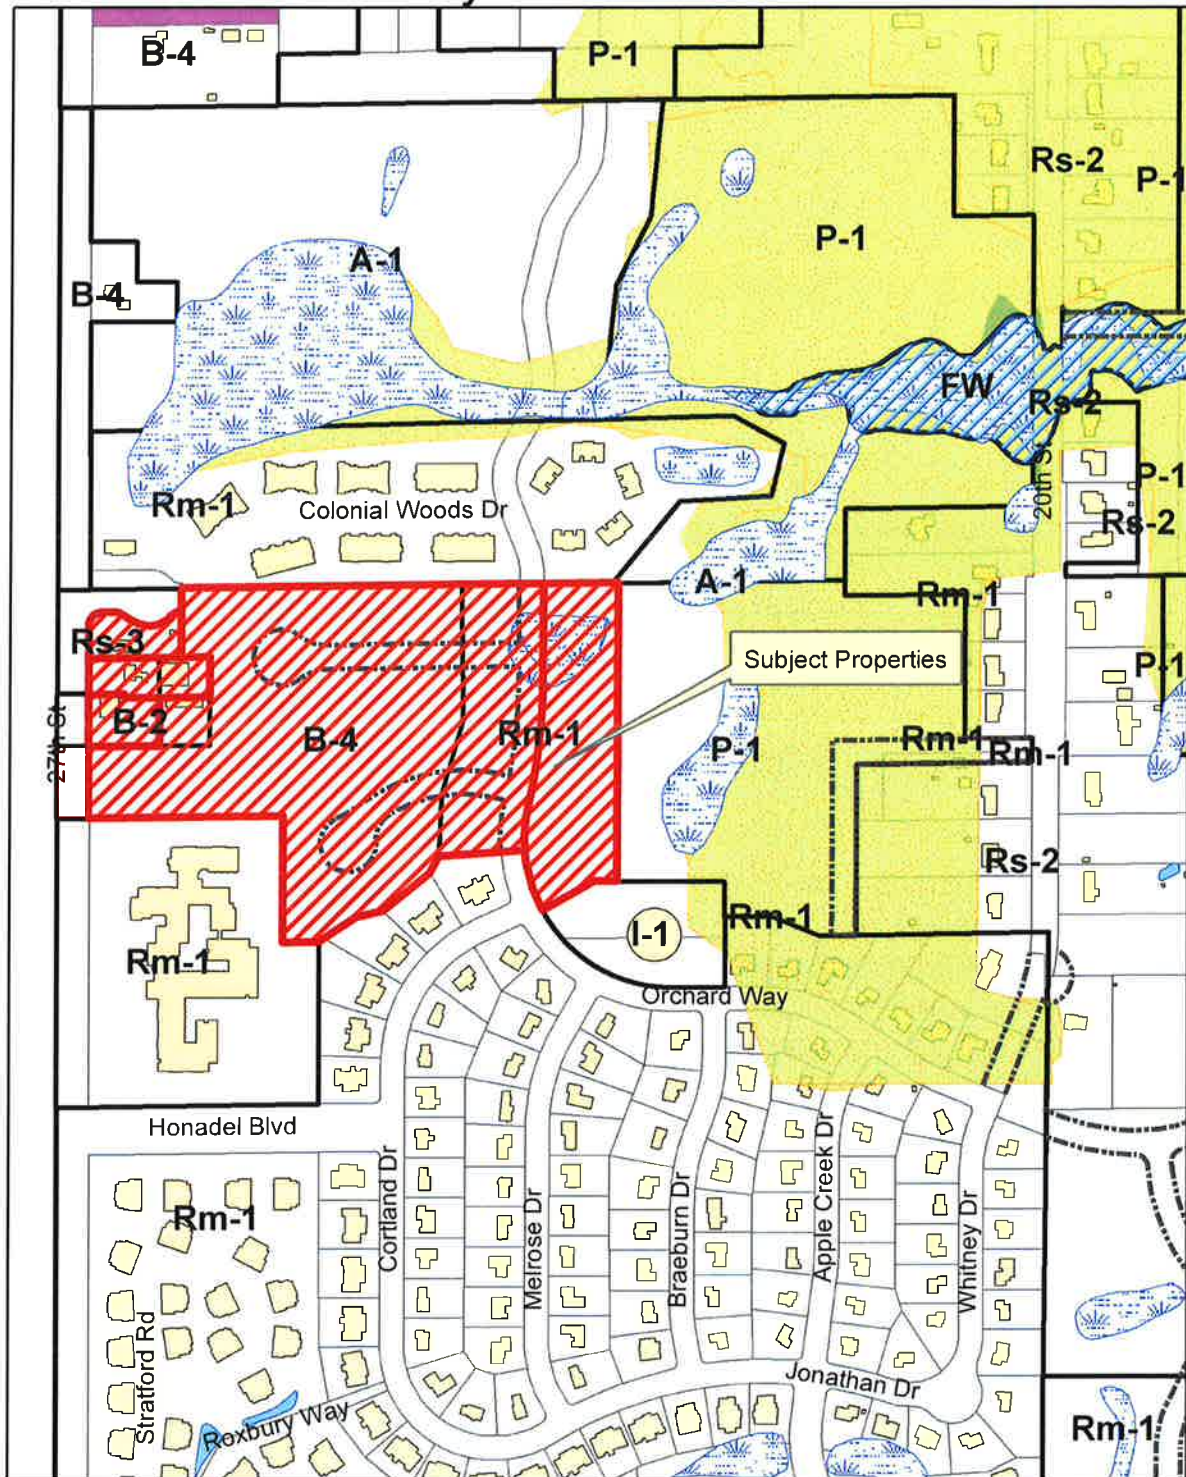 B-4
P-1
Rs-2
P-1
P-1
A-1
B-4
FW
Rs-2
P-1
20th St
Rs-2
Rm-1
Colonial Woods Dr
A-1
Rm-1
Rs-3
Subject Properties
P-1
B-2
27th St
B-4
Rm-1
P-1
Rm-1
Rm-1
Rs-2
Rm-1
I-1
Rm-1
Orchard Way
Honadel Blvd
Cortland Dr
Melrose Dr
Braeburn Dr
Apple Creek Dr
Whitney Dr
Rm-1
Stratford Rd
Roxbury Way
Jonathan Dr
Rm-1